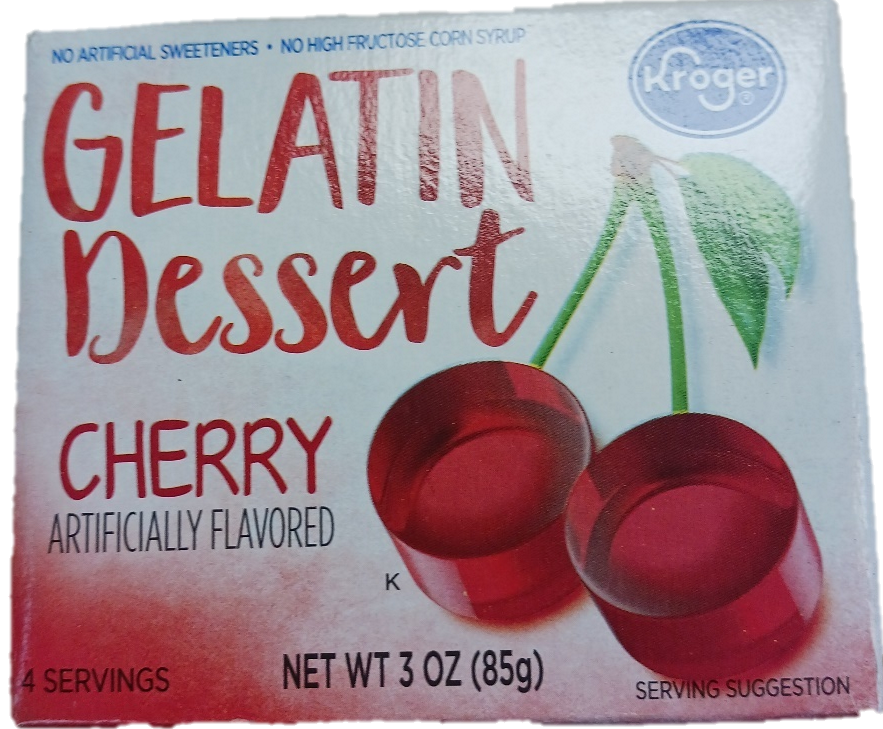 NO ARTIFICIAL SWEETENERS • NO HIGH FRUCTOSE CORN SYRUP
Kroger®
GELATIN
Dessert
CHERRY
ARTIFICIALLY FLAVORED
K
4 SERVINGS
NET WT 3 OZ (85g)
SERVING SUGGESTION